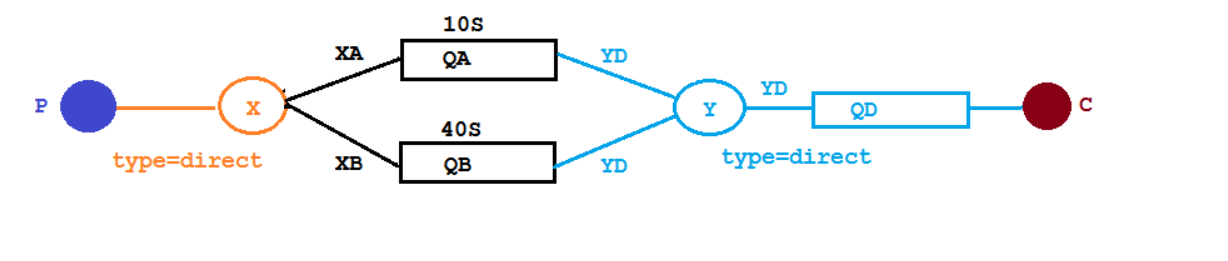 10S
XA
QA
YD
P
X
Y
YD
QD
C
type=direct
40S
type=direct
XB
QB
YD